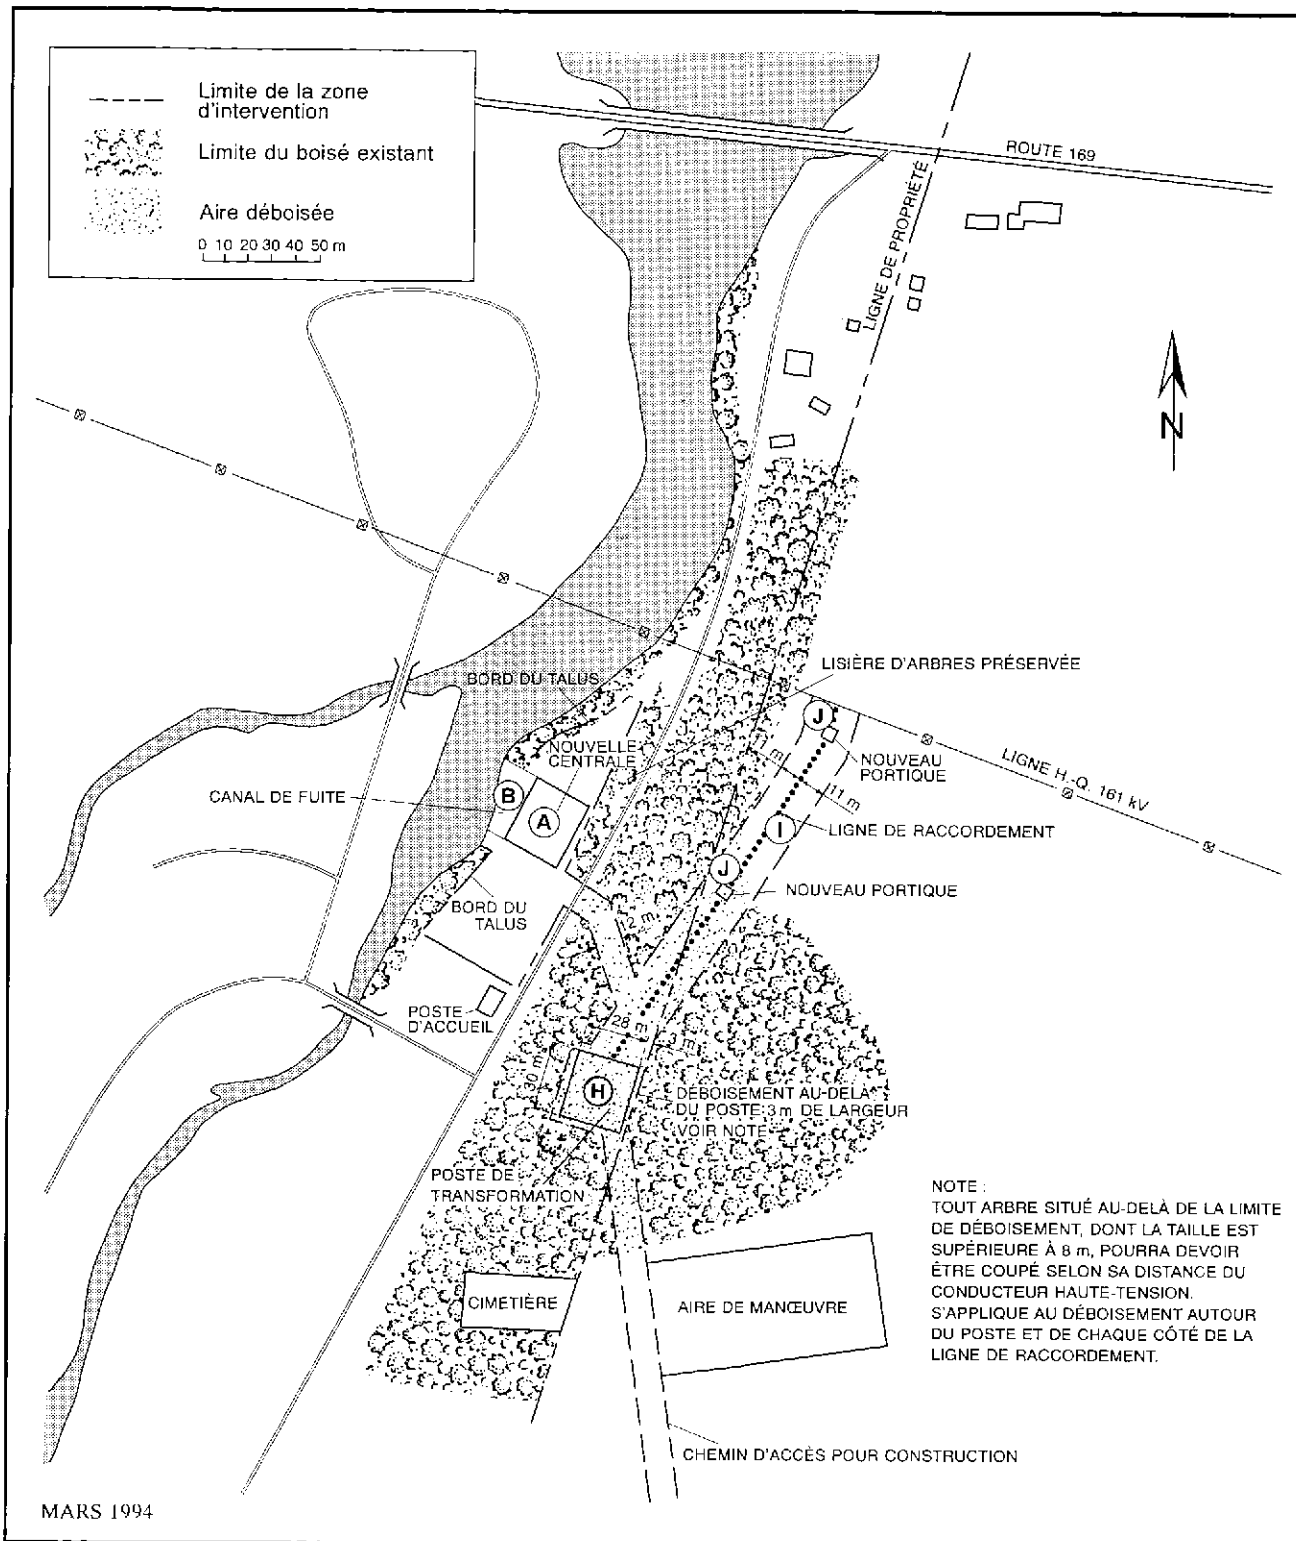 Limite de la zone
d'intervention
Limite du boisé existant
Aire déboisée
0 10 20 30 40 50 m
ROUTE 169
LIGNE DE PROPRIÉTÉ
N
LISIÈRE D'ARBRES PRÉSERVÉE
BORD DU TALUS
J
NOUVELLE
CENTRALE
NOUVEAU
PORTIQUE
11 m
11 m
LIGNE H.-Q. 161 kV
CANAL DE FUITE
B
A
I
LIGNE DE RACCORDEMENT
J
NOUVEAU PORTIQUE
BORD DU
TALUS
12 m
POSTE
D'ACCUEIL
28 m
3 m
30 m
H
DÉBOISEMENT AU-DELÀ
DU POSTE: 3 m DE LARGEUR
VOIR NOTE
POSTE DE
TRANSFORMATION
NOTE :
TOUT ARBRE SITUÉ AU-DELÀ DE LA LIMITE
DE DÉBOISEMENT, DONT LA TAILLE EST
SUPÉRIEURE À 8 m, POURRA DEVOIR
ÊTRE COUPÉ SELON SA DISTANCE DU
CONDUCTEUR HAUTE-TENSION.
S'APPLIQUE AU DÉBOISEMENT AUTOUR
DU POSTE ET DE CHAQUE CÔTÉ DE LA
LIGNE DE RACCORDEMENT.
CIMETIÈRE
AIRE DE MANŒUVRE
CHEMIN D'ACCÈS POUR CONSTRUCTION
MARS 1994